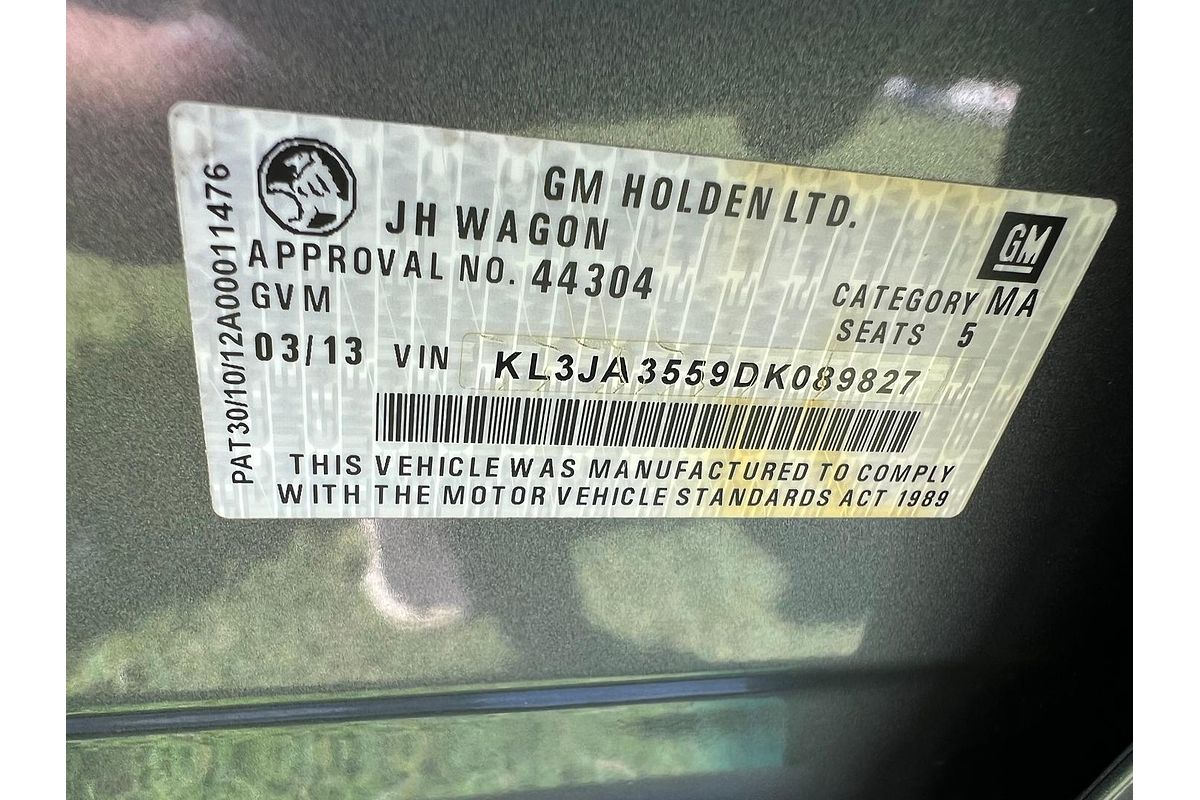 GM HOLDEN LTD.
JH WAGON
GM
APPROVAL NO. 44304
CATEGORY MA
GVM
SEATS 5
03/13 VIN KL3JA3559DK089827
THIS VEHICLE WAS MANUFACTURED TO COMPLY
WITH THE MOTOR VEHICLE STANDARDS ACT 1989
PAT30/10/12A00011476